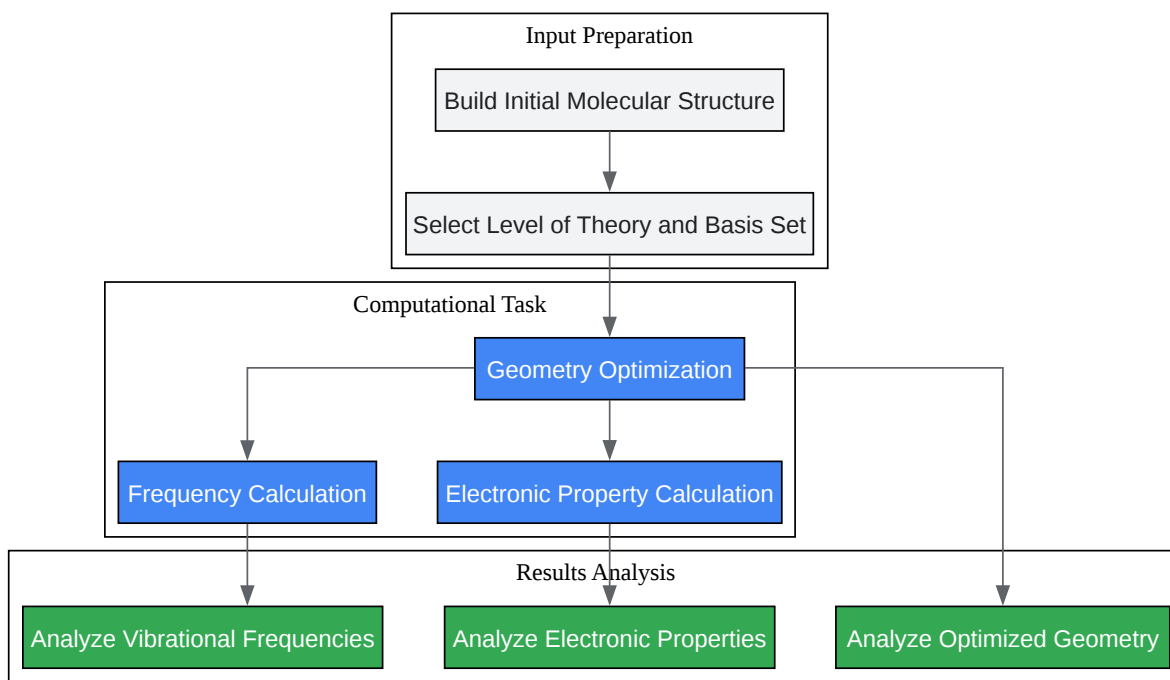 Input Preparation
Build Initial Molecular Structure
Select Level of Theory and Basis Set
Computational Task
Geometry Optimization
Frequency Calculation
Electronic Property Calculation
Results Analysis
Analyze Vibrational Frequencies
Analyze Electronic Properties
Analyze Optimized Geometry